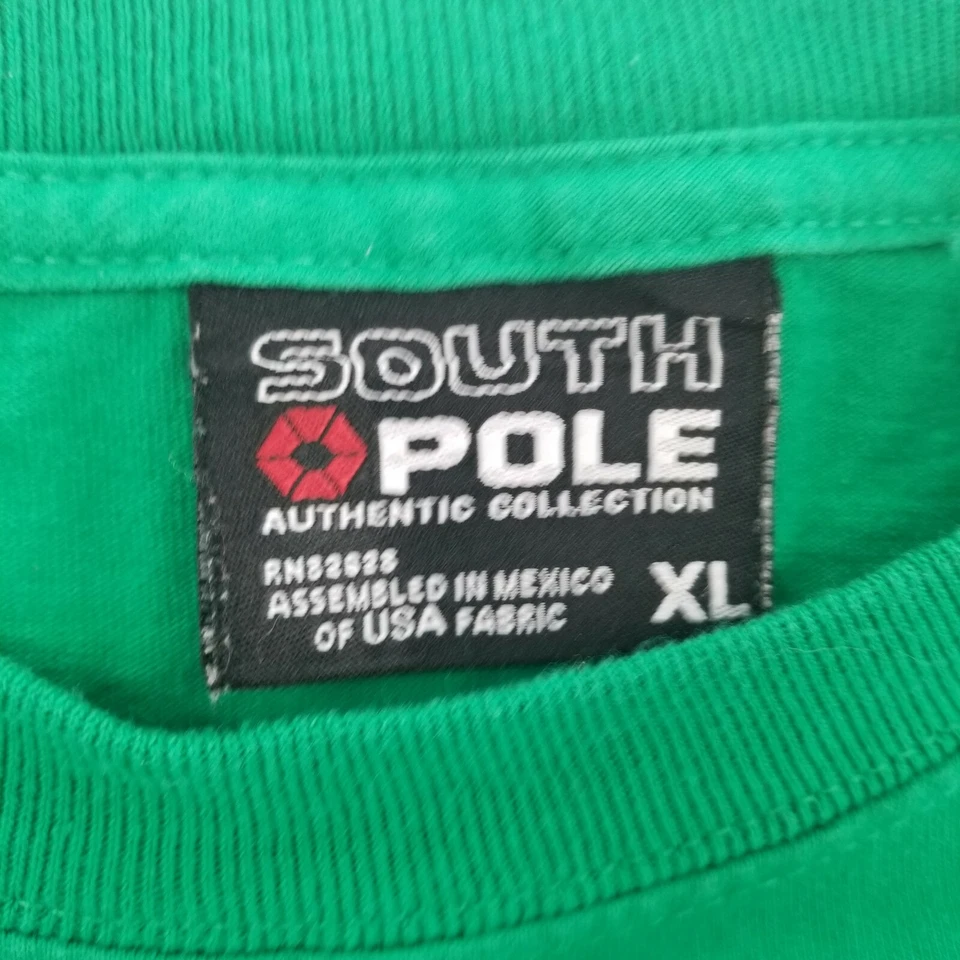 SOUTH
POLE
AUTHENTIC COLLECTION
ASSEMBLED IN MEXICO
OF USA FABRIC
XL